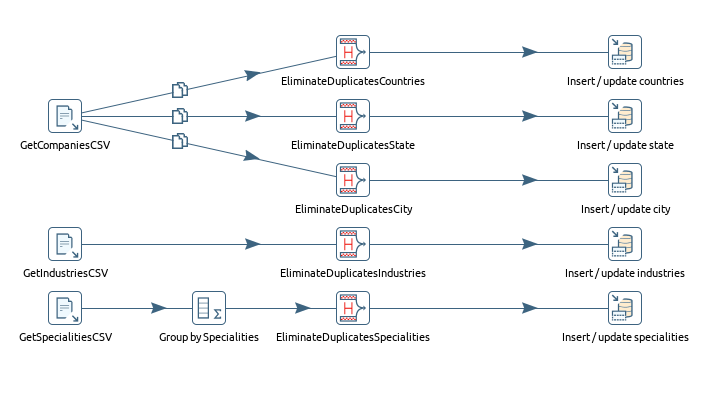 EliminateDuplicatesCountries
Insert / update countries
GetCompaniesCSV
EliminateDuplicatesState
Insert / update state
EliminateDuplicatesCity
Insert / update city
GetIndustriesCSV
EliminateDuplicatesIndustries
Insert / update industries
GetSpecialitiesCSV
Group by Specialities
EliminateDuplicatesSpecialities
Insert / update specialities